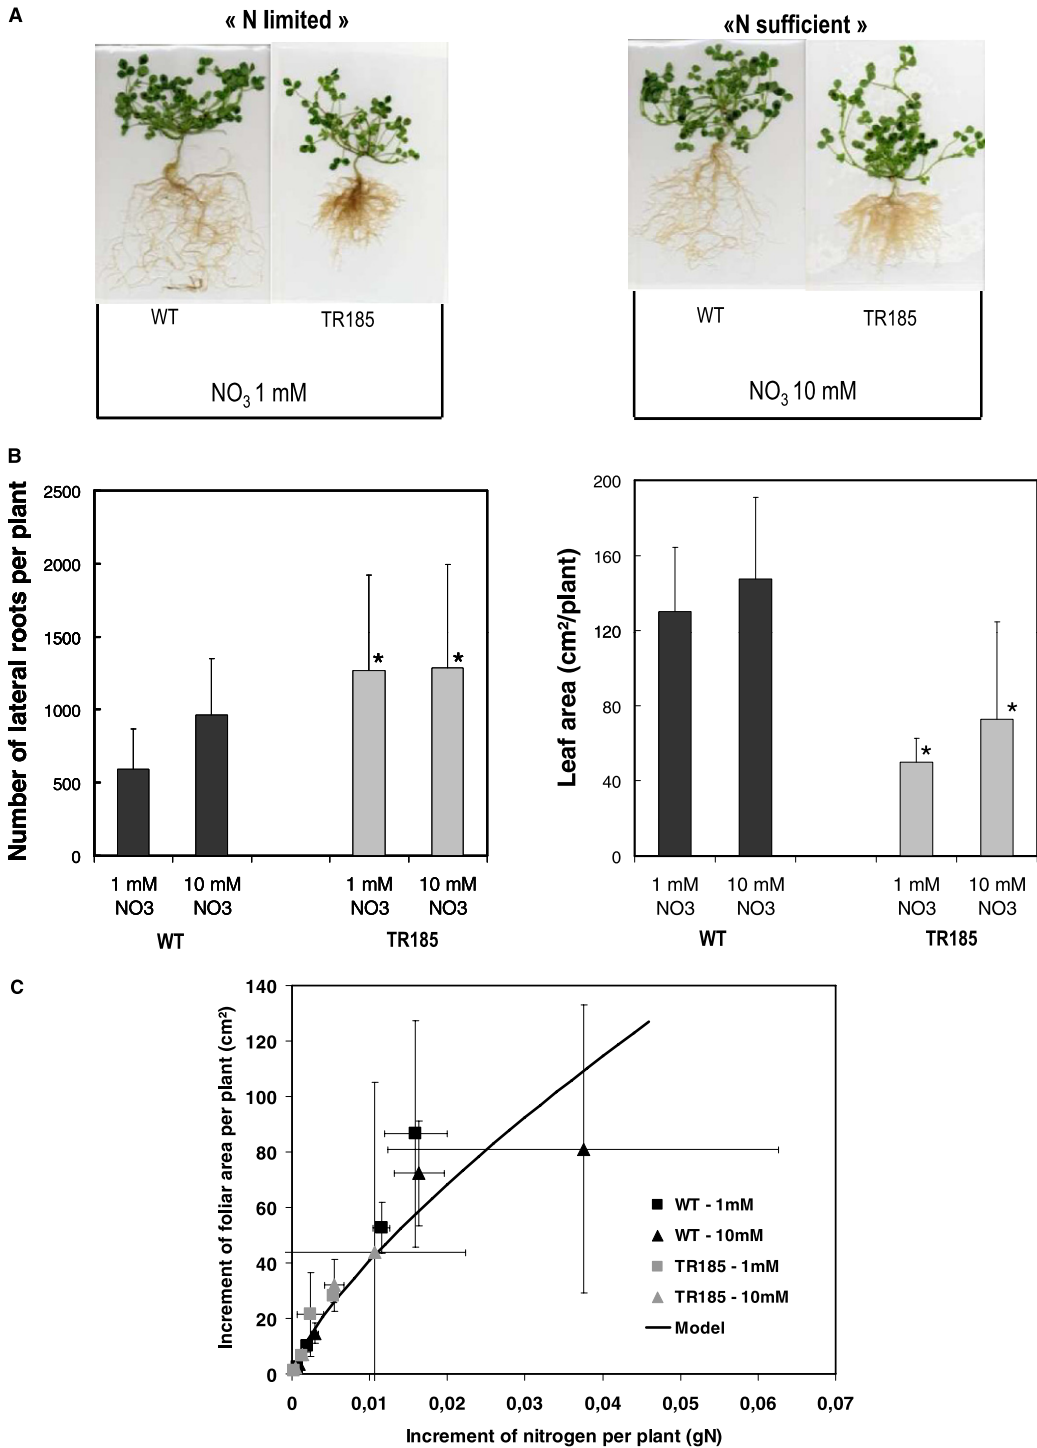 A
« N limited »
«N sufficient »
WT
TR185
WT
TR185
NO3 1 mM
NO3 10 mM
B
Number of lateral roots per plant
2500
2000
1500
1000
500
0
1 mM
NO3
10 mM
NO3
1 mM
NO3
10 mM
NO3
WT
TR185
Leaf area (cm²/plant)
200
160
120
80
40
0
1 mM
NO3
10 mM
NO3
1 mM
NO3
10 mM
NO3
WT
TR185
*
*
*
*
C
Increment of foliar area per plant (cm²)
140
120
100
80
60
40
20
0
0
0,01
0,02
0,03
0,04
0,05
0,06
0,07
Increment of nitrogen per plant (gN)
WT - 1mM
WT - 10mM
TR185 - 1mM
TR185 - 10mM
Model